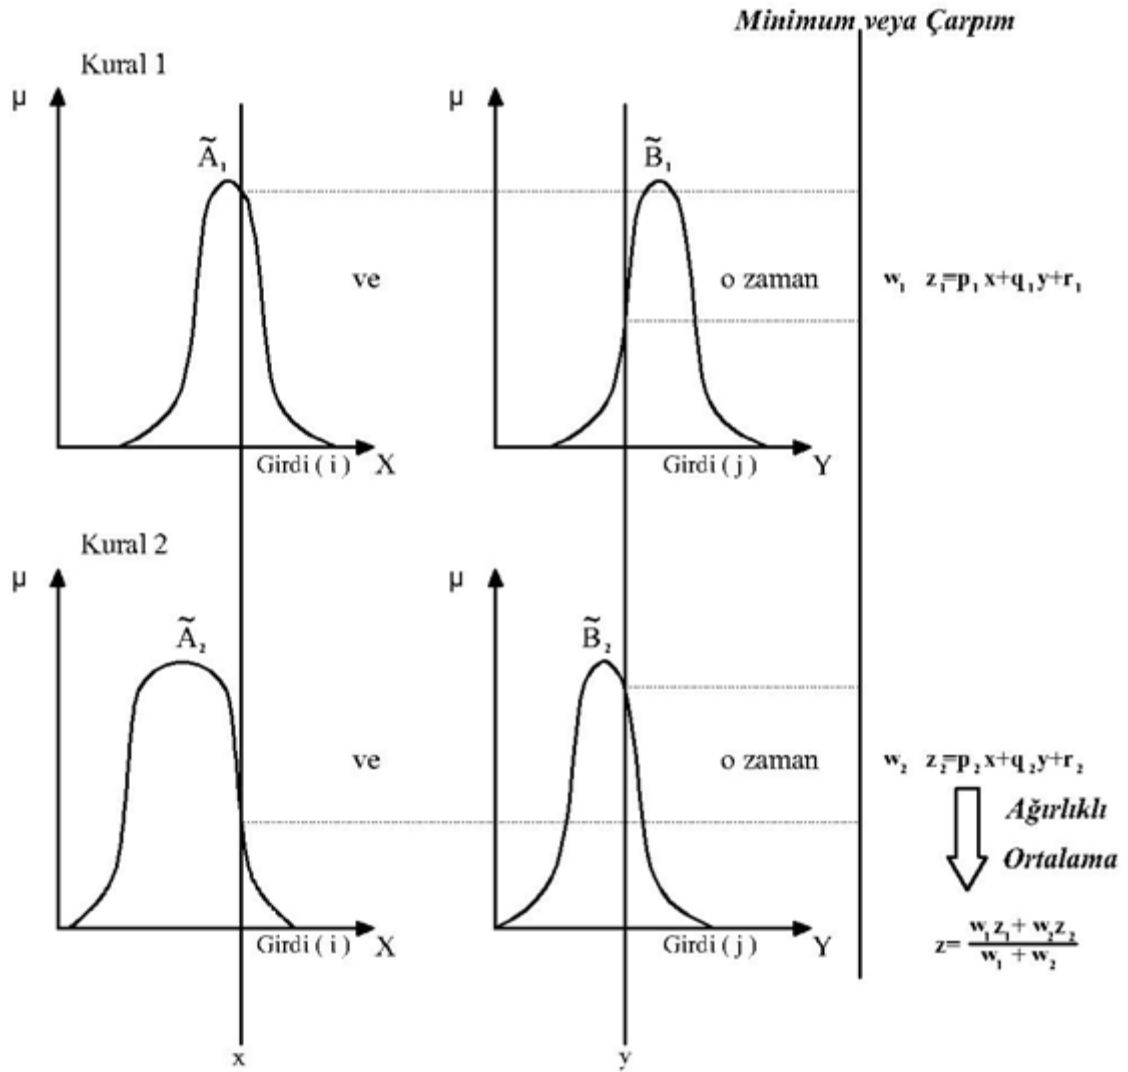 Minimum veya Çarpım
Kural 1
μ
Ã₁
ve
Girdi ( i )
X
μ
B̃₁
o zaman
Girdi ( j )
Y
w₁ z₁=p₁x+q₁y+r₁
Kural 2
μ
Ã₂
ve
Girdi ( i )
X
μ
B̃₂
o zaman
Girdi ( j )
Y
w₂ z₂=p₂x+q₂y+r₂
Ağırlıklı
Ortalama
z= w₁z₁ + w₂z₂
w₁ + w₂
x
y